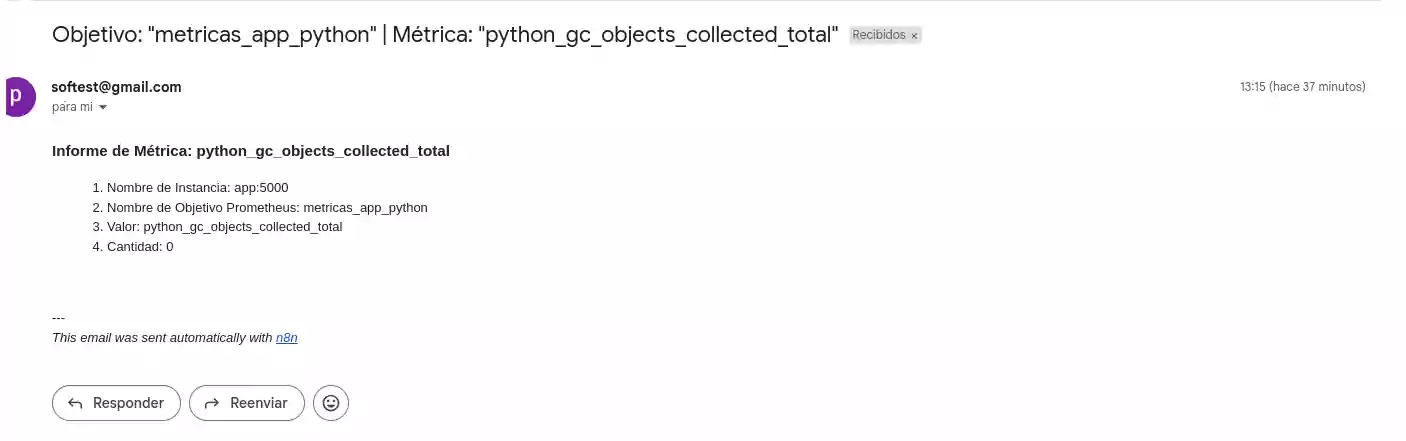 Objetivo: "metricas_app_python" | Métrica: "python_gc_objects_collected_total" Recibidos ×
p
softest@gmail.com 13:15 (hace 37 minutos)
para mi
Informe de Métrica: python_gc_objects_collected_total
1. Nombre de Instancia: app:5000
2. Nombre de Objetivo Prometheus: metricas_app_python
3. Valor: python_gc_objects_collected_total
4. Cantidad: 0
---
This email was sent automatically with n8n
Responder Reenviar